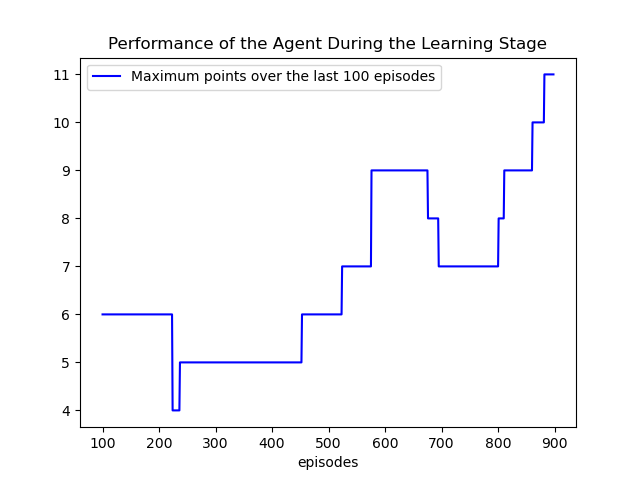 Performance of the Agent During the Learning Stage
Maximum points over the last 100 episodes
11
10
9
8
7
6
5
4
100 200 300 400 500 600 700 800 900
episodes